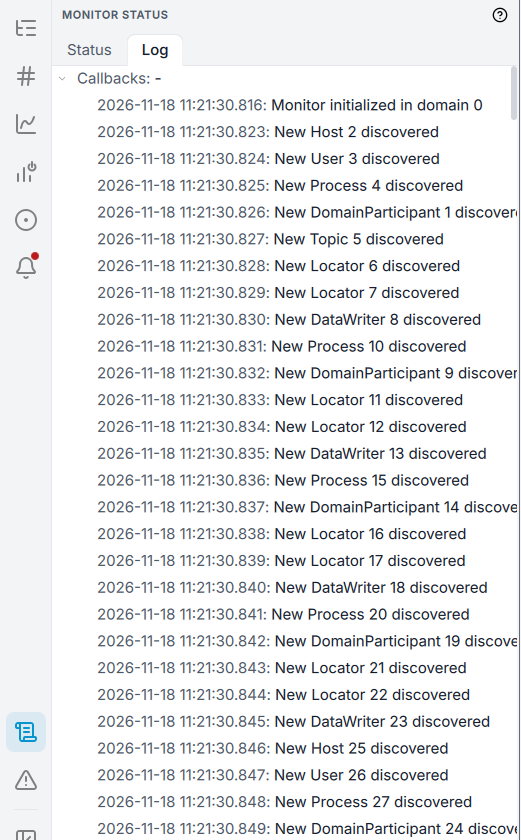 MONITOR STATUS
Status Log
Callbacks: -
2026-11-18 11:21:30.816: Monitor initialized in domain 0
2026-11-18 11:21:30.823: New Host 2 discovered
2026-11-18 11:21:30.824: New User 3 discovered
2026-11-18 11:21:30.825: New Process 4 discovered
2026-11-18 11:21:30.826: New DomainParticipant 1 discover
2026-11-18 11:21:30.827: New Topic 5 discovered
2026-11-18 11:21:30.828: New Locator 6 discovered
2026-11-18 11:21:30.829: New Locator 7 discovered
2026-11-18 11:21:30.830: New DataWriter 8 discovered
2026-11-18 11:21:30.831: New Process 10 discovered
2026-11-18 11:21:30.832: New DomainParticipant 9 discover
2026-11-18 11:21:30.833: New Locator 11 discovered
2026-11-18 11:21:30.834: New Locator 12 discovered
2026-11-18 11:21:30.835: New DataWriter 13 discovered
2026-11-18 11:21:30.836: New Process 15 discovered
2026-11-18 11:21:30.837: New DomainParticipant 14 discove
2026-11-18 11:21:30.838: New Locator 16 discovered
2026-11-18 11:21:30.839: New Locator 17 discovered
2026-11-18 11:21:30.840: New DataWriter 18 discovered
2026-11-18 11:21:30.841: New Process 20 discovered
2026-11-18 11:21:30.842: New DomainParticipant 19 discove
2026-11-18 11:21:30.843: New Locator 21 discovered
2026-11-18 11:21:30.844: New Locator 22 discovered
2026-11-18 11:21:30.845: New DataWriter 23 discovered
2026-11-18 11:21:30.846: New Host 25 discovered
2026-11-18 11:21:30.847: New User 26 discovered
2026-11-18 11:21:30.848: New Process 27 discovered
2026-11-18 11:21:30.849: New DomainParticipant 24 disco